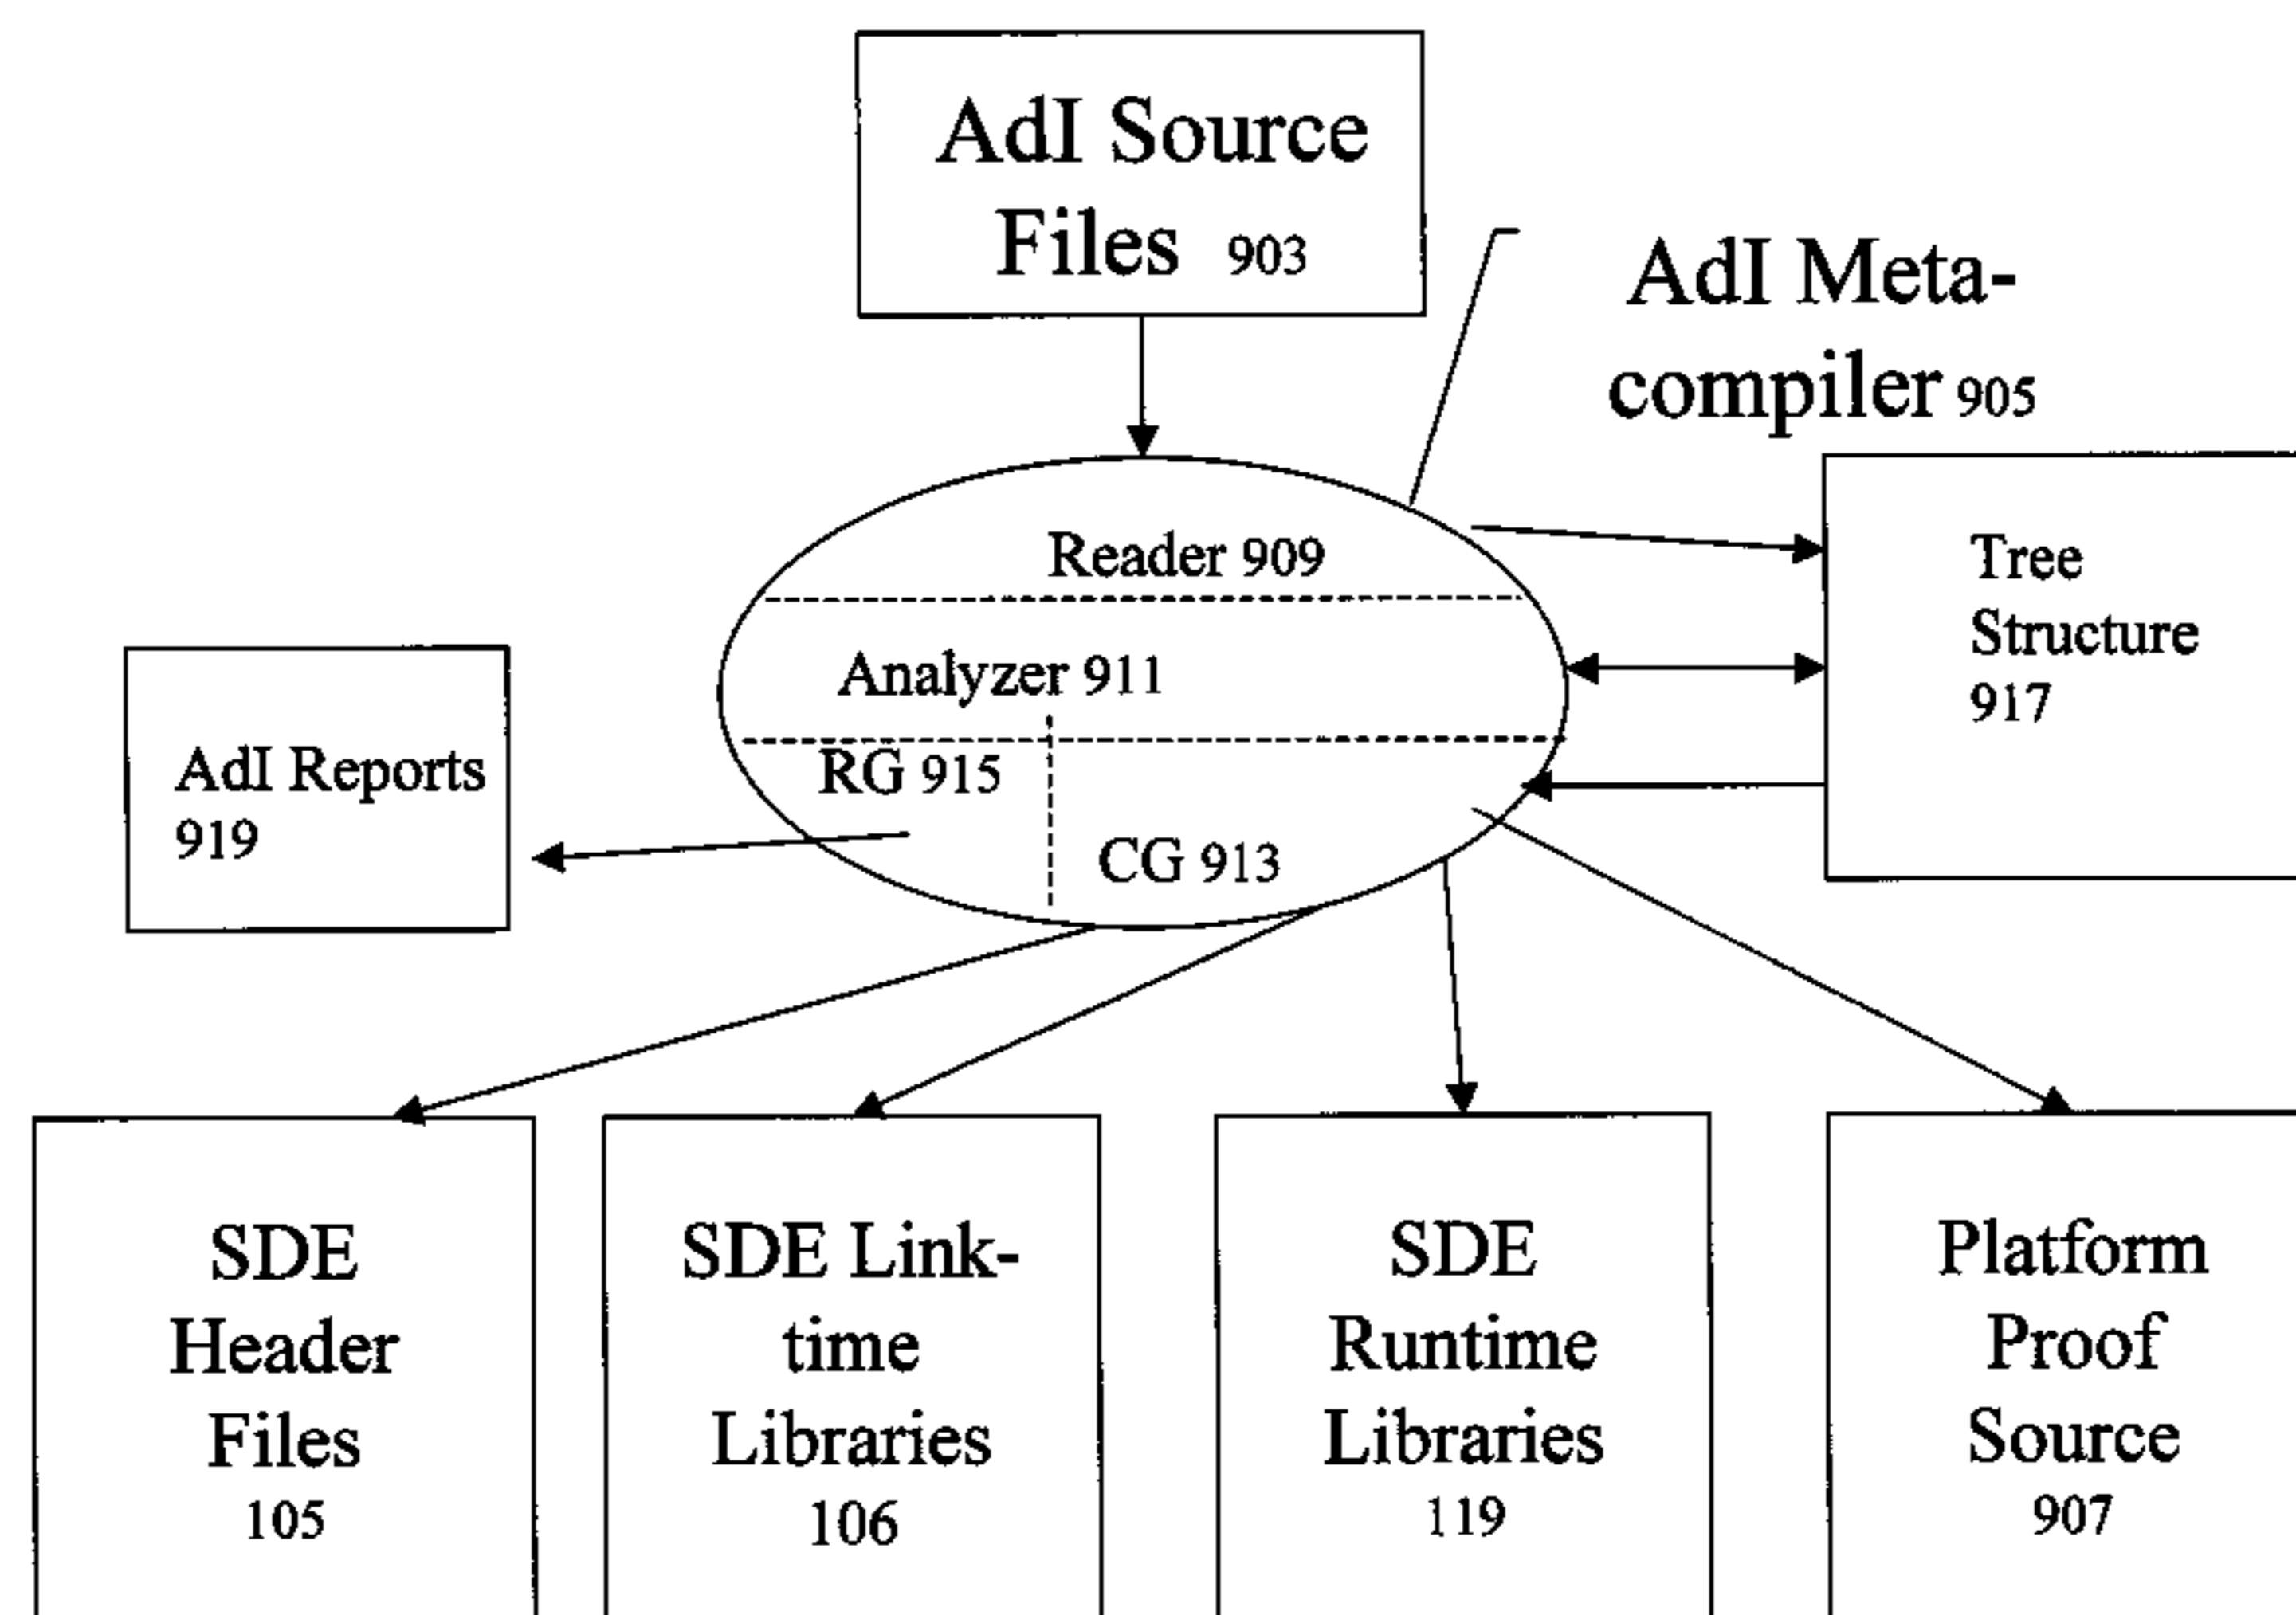 AdI Source
Files 903
AdI Meta-
compiler 905
Reader 909
Analyzer 911
RG 915
CG 913
Tree
Structure
917
AdI Reports
919
SDE
Header
Files
105
SDE Link-
time
Libraries
106
SDE
Runtime
Libraries
119
Platform
Proof
Source
907